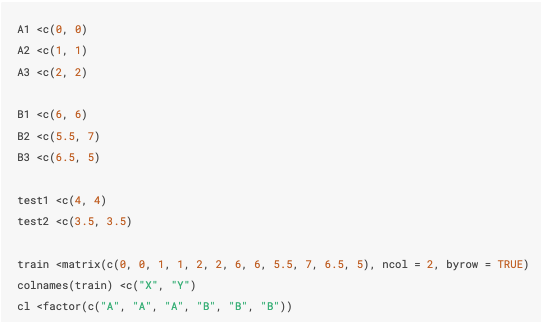 A1 <c(0, 0)
A2 <c(1, 1)
A3 <c(2, 2)
B1 <c(6, 6)
B2 <c(5.5, 7)
B3 <c(6.5, 5)
test1 <c(4, 4)
test2 <c(3.5, 3.5)
train <matrix(c(0, 0, 1, 1, 2, 2, 6, 6, 5.5, 7, 6.5, 5), ncol = 2, byrow = TRUE)
colnames(train) <c("X", "Y")
cl <factor(c("A", "A", "A", "B", "B", "B"))